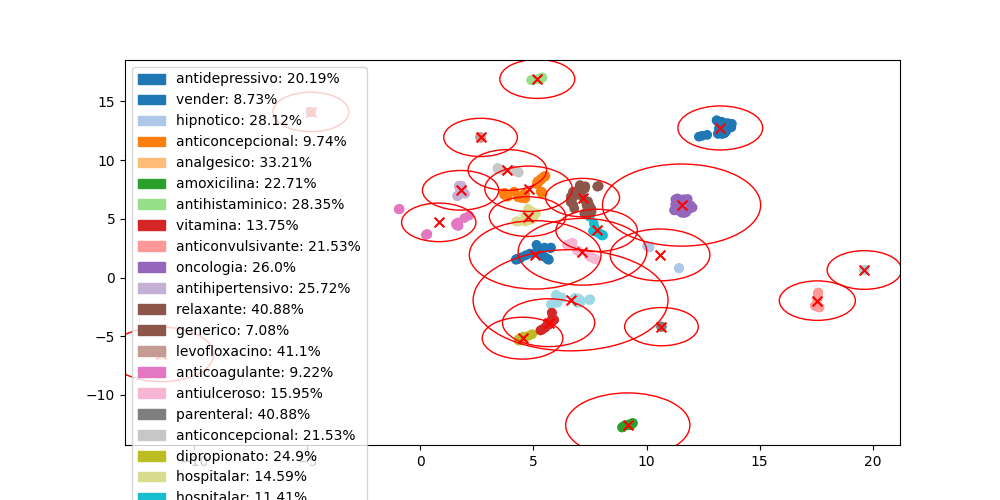 antidepressivo: 20.19%
vender: 8.73%
hipnotico: 28.12%
anticoncepcional: 9.74%
analgesico: 33.21%
amoxicilina: 22.71%
antihistaminico: 28.35%
vitamina: 13.75%
anticonvulsivante: 21.53%
oncologia: 26.0%
antihipertensivo: 25.72%
relaxante: 40.88%
generico: 7.08%
levofloxacino: 41.1%
anticoagulante: 9.22%
antiulceroso: 15.95%
parenteral: 40.88%
anticoncepcional: 21.53%
dipropionato: 24.9%
hospitalar: 14.59%
hospitalar: 11.41%
15
10
5
0
−5
−10
−10 −5 0 5 10 15 20